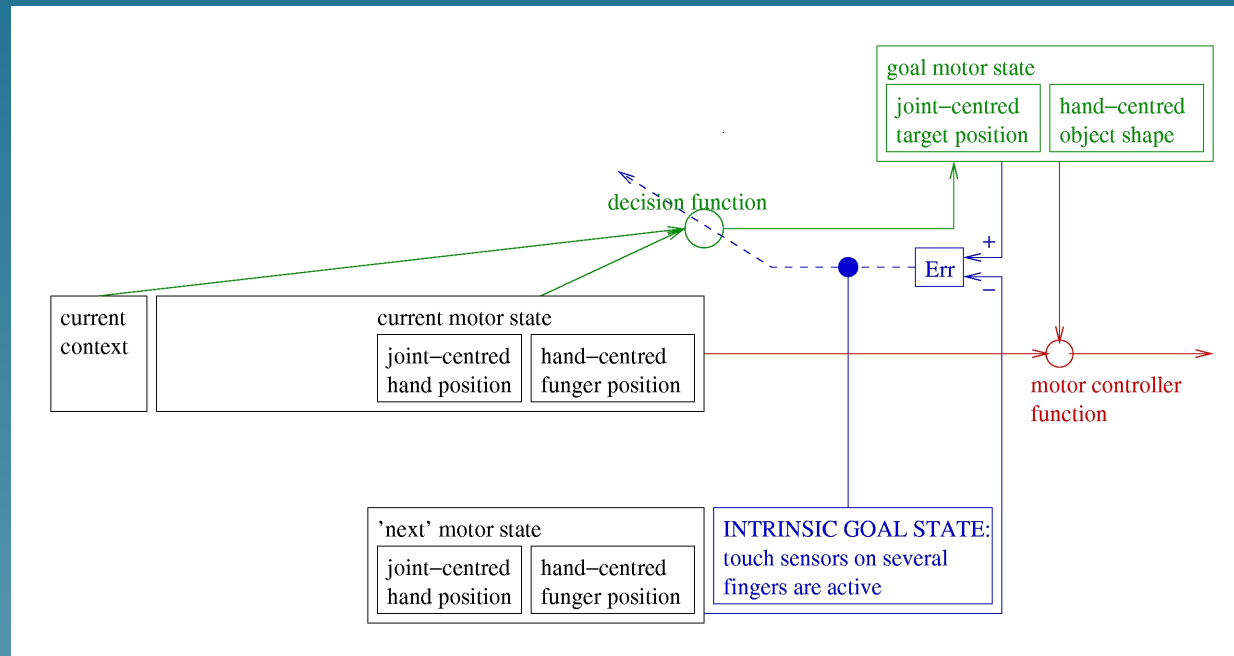 goal motor state
joint−centred
target position
hand−centred
object shape
decision function
+
Err
−
current
context
current motor state
joint−centred
hand position
hand−centred
funger position
motor controller
function
'next' motor state
joint−centred
hand position
hand−centred
funger position
INTRINSIC GOAL STATE:
touch sensors on several
fingers are active